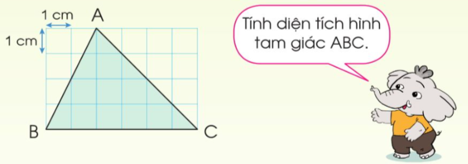 1 cm
A
1 cm
B
C
Tính diện tích hình
tam giác ABC.